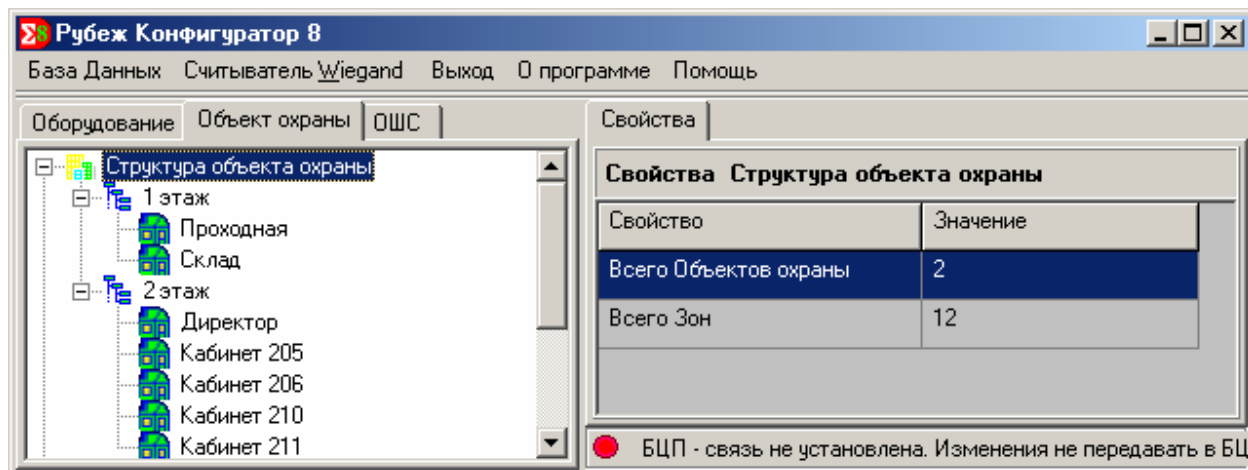 Рубеж Конфигуратор 8
База Данных Считыватель Wiegand Выход О программе Помощь
Оборудование Объект охраны ОШС
Структура объекта охраны
1 этаж
Проходная
Склад
2 этаж
Директор
Кабинет 205
Кабинет 206
Кабинет 210
Кабинет 211
Свойства
Свойства Структура объекта охраны
Свойство Значение
Всего Объектов охраны 2
Всего Зон 12
БЦП - связь не установлена. Изменения не передавать в БЦ